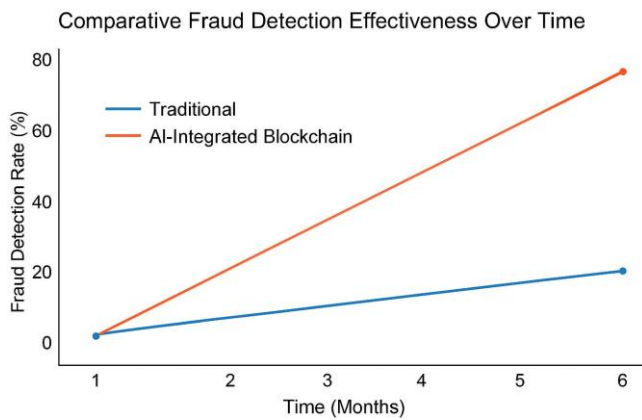 Comparative Fraud Detection Effectiveness Over Time
80
Traditional
AI-Integrated Blockchain
60
40
20
0
Fraud Detection Rate (%)
1 2 3 4 5 6
Time (Months)